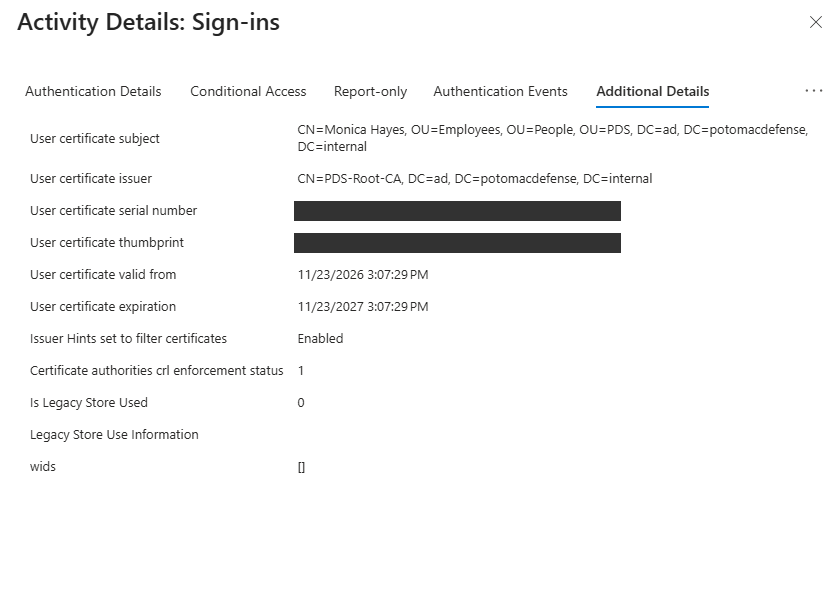 Activity Details: Sign-ins
Authentication Details Conditional Access Report-only Authentication Events Additional Details ...
User certificate subject CN=Monica Hayes, OU=Employees, OU=People, OU=PDS, DC=ad, DC=potomacdefense,
DC=internal
User certificate issuer CN=PDS-Root-CA, DC=ad, DC=potomacdefense, DC=internal
User certificate serial number
User certificate thumbprint
User certificate valid from 11/23/2026 3:07:29 PM
User certificate expiration 11/23/2027 3:07:29 PM
Issuer Hints set to filter certificates Enabled
Certificate authorities crl enforcement status 1
Is Legacy Store Used 0
Legacy Store Use Information
wids []